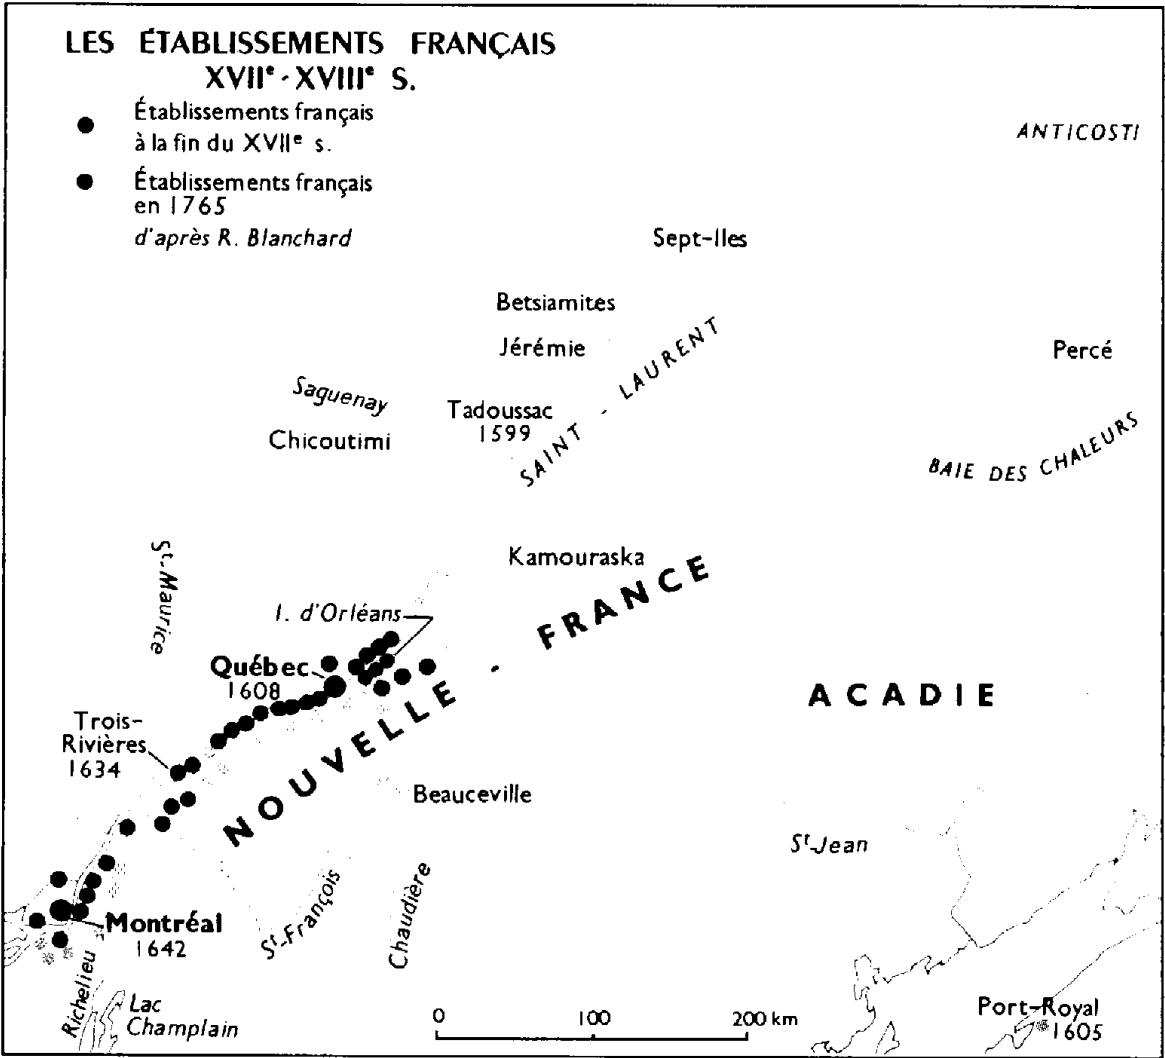 LES ÉTABLISSEMENTS FRANÇAIS
XVIIe-XVIIIe S.
Établissements français
à la fin du XVIIe s.
Établissements français
en 1765
d'après R. Blanchard
ANTICOSTI
Sept-Iles
Betsiamites
Jérémie
SAINT-LAURENT
Percé
Saguenay
Tadoussac
1599
Chicoutimi
BAIE DES CHALEURS
St-Maurice
Kamouraska
I. d'Orléans
NOUVELLE-FRANCE
Québec
1608
ACADIE
Trois-
Rivières
1634
Beauceville
St-Jean
St-François
Chaudière
Montréal
1642
Richelieu
Lac
Champlain
0 100 200 km
Port-Royal
1605